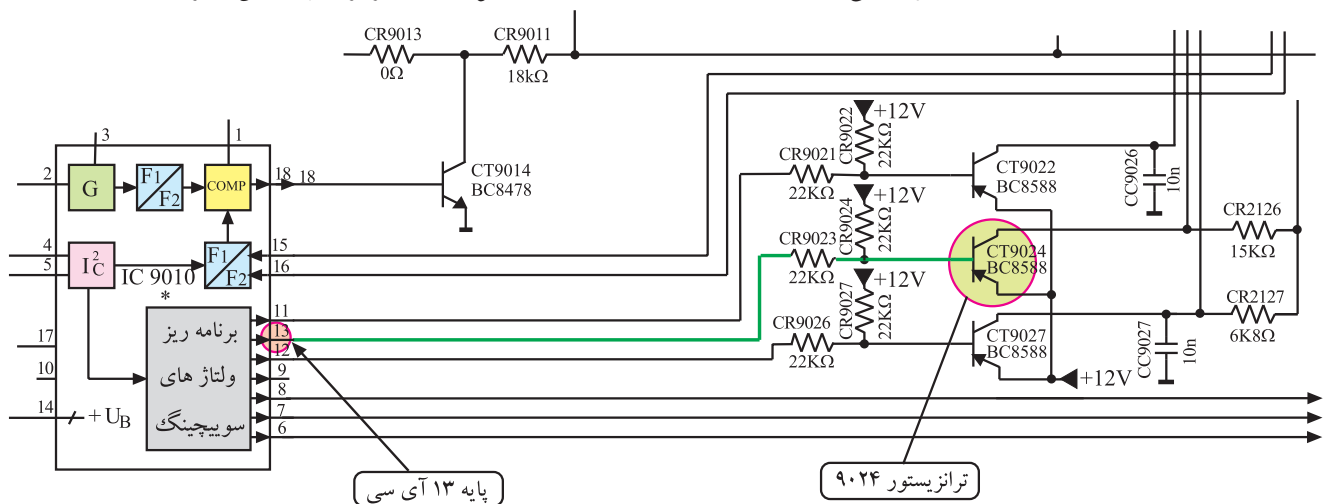 CR9013
0Ω
CR9011
18kΩ
3
1
2
G
F1
F2
COMP
18
18
CT9014
BC8478
4
5
I²C
IC 9010
*
F1
F2
15
16
17
10
14
+UB
برنامه ریز
ولتاژ های
سوییچینگ
11
13
12
9
8
7
6
CR9021
22KΩ
CR9022
22KΩ
+12V
CR9023
22KΩ
CR9024
22KΩ
+12V
CR9026
22KΩ
CR9027
22KΩ
+12V
CT9022
BC8588
CT9024
BC8588
CT9027
BC8588
+12V
CC9026
10n
CC9027
10n
CR2126
15KΩ
CR2127
6K8Ω
پایه ۱۳ آی سی
ترانزیستور ۹۰۲۴